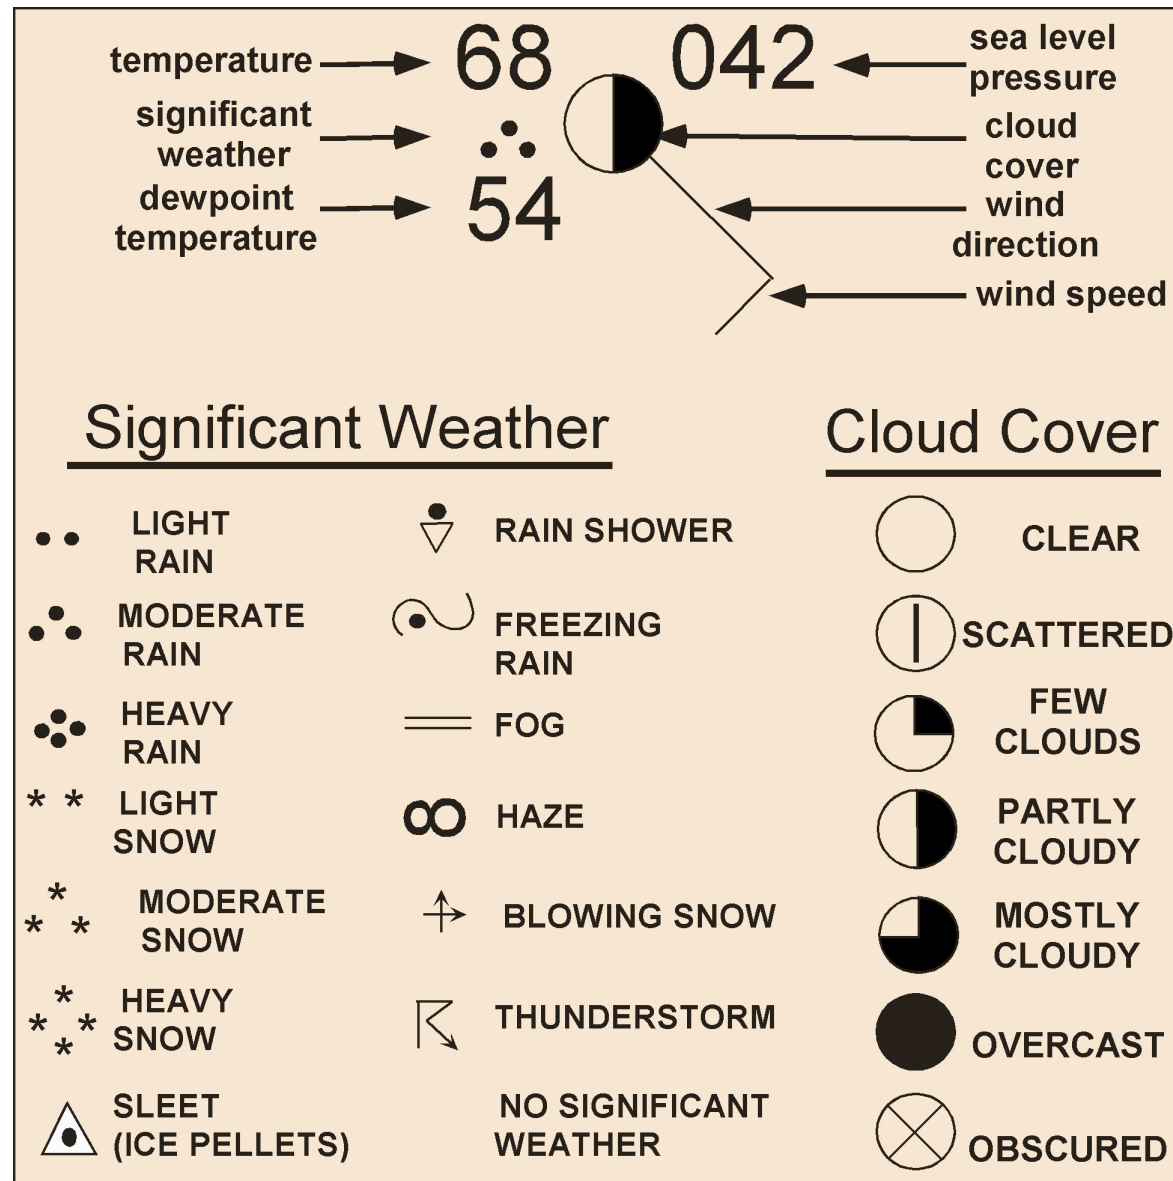 temperature
68
042
sea level
pressure
significant
weather
cloud
cover
dewpoint
temperature
54
wind
direction
wind speed
Significant Weather
LIGHT
RAIN
MODERATE
RAIN
HEAVY
RAIN
LIGHT
SNOW
MODERATE
SNOW
HEAVY
SNOW
SLEET
(ICE PELLETS)
RAIN SHOWER
FREEZING
RAIN
FOG
HAZE
BLOWING SNOW
THUNDERSTORM
NO SIGNIFICANT
WEATHER
Cloud Cover
CLEAR
SCATTERED
FEW
CLOUDS
PARTLY
CLOUDY
MOSTLY
CLOUDY
OVERCAST
OBSCURED